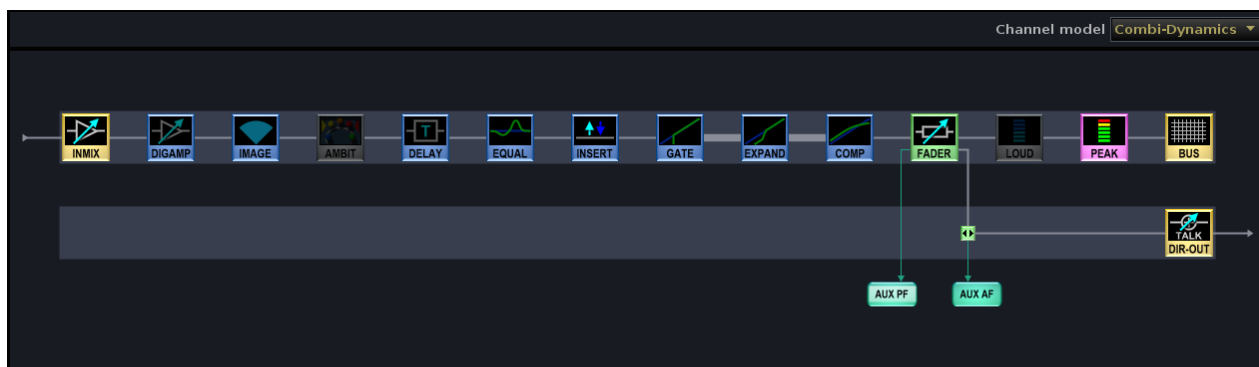 Channel model Combi-Dynamics
INMIX DIGAMP IMAGE AMBIT DELAY EQUAL INSERT GATE EXPAND COMP FADER LOUD PEAK BUS
T
TALK
DIR-OUT
AUX PF AUX AF